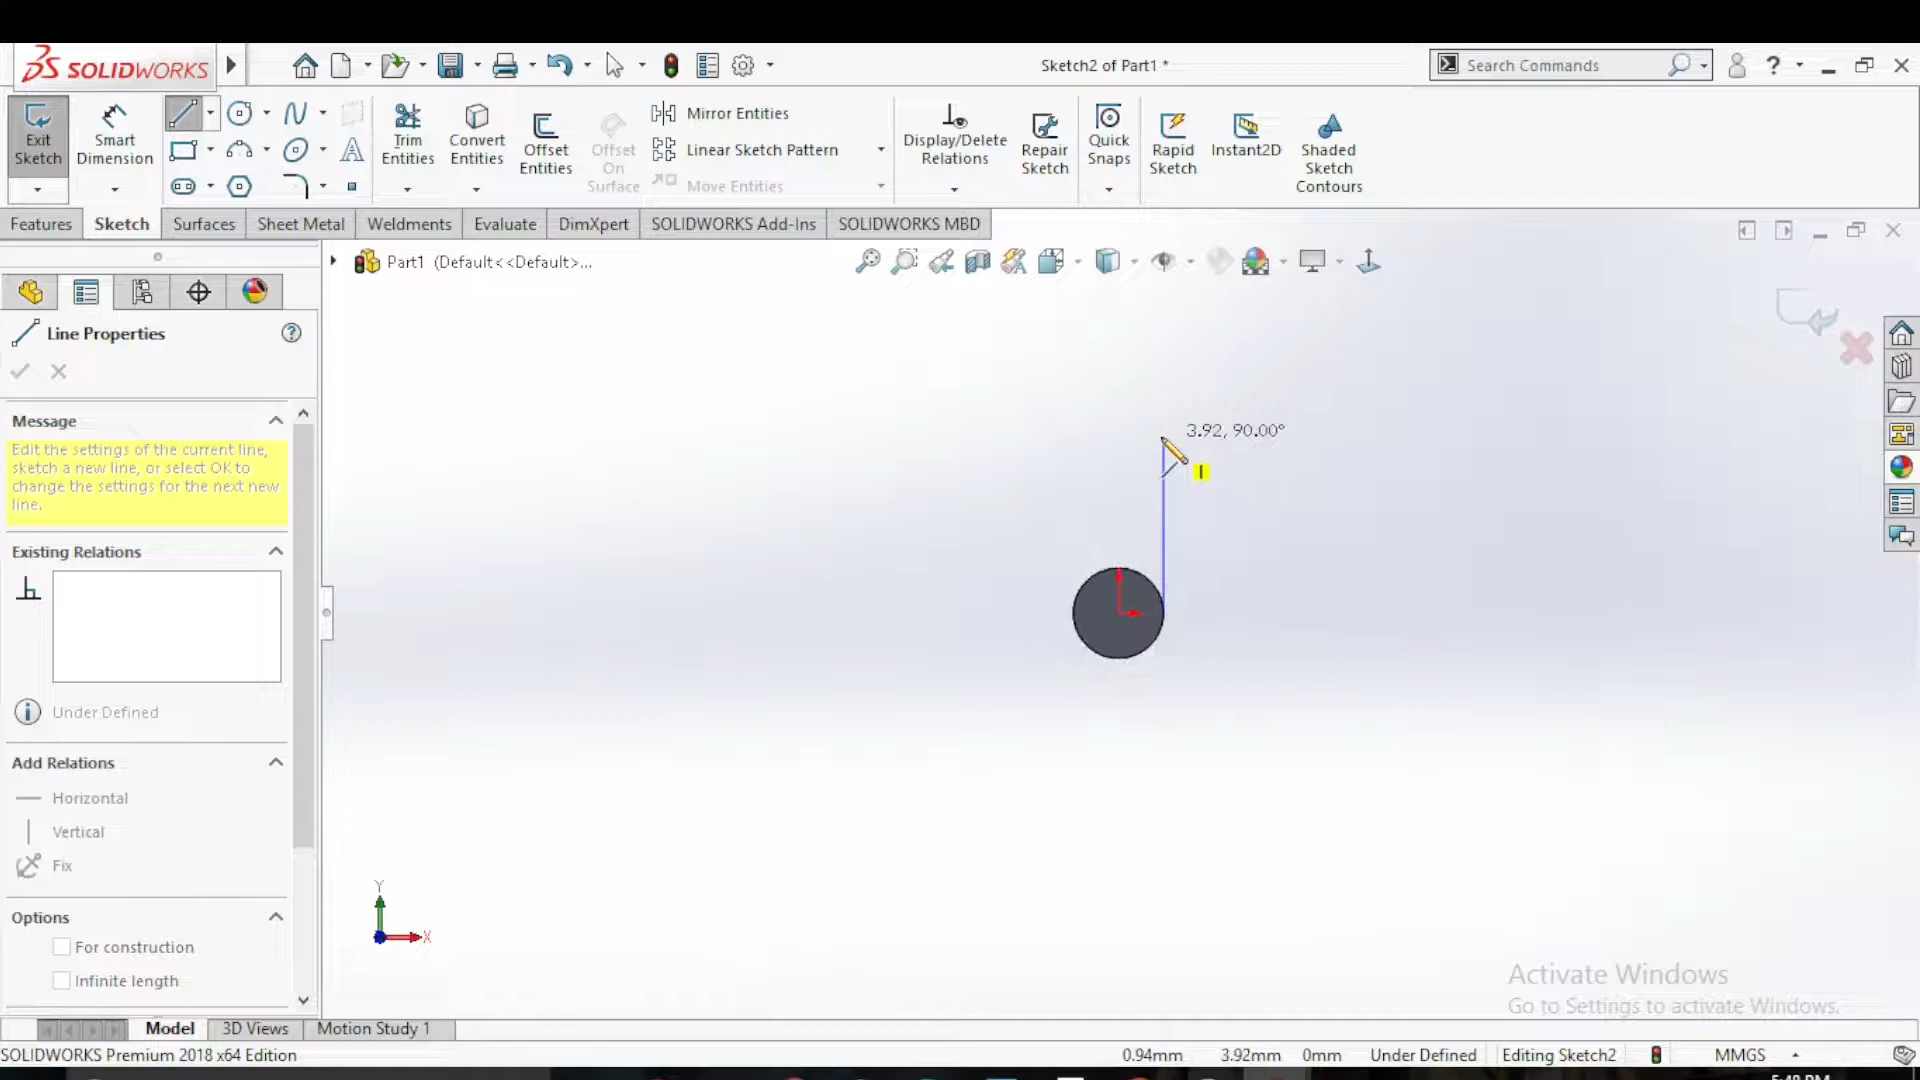 SOLIDWORKS
Sketch2 of Part1 *
Search Commands
?
Exit Sketch
Smart Dimension
Trim Entities
Convert Entities
Offset Entities
Offset On Surface
Mirror Entities
Linear Sketch Pattern
Move Entities
Display/Delete Relations
Repair Sketch
Quick Snaps
Rapid Sketch
Instant2D
Shaded Sketch Contours
Features
Sketch
Surfaces
Sheet Metal
Weldments
Evaluate
DimXpert
SOLIDWORKS Add-Ins
SOLIDWORKS MBD
Part1 (Default<<Default>...
Line Properties
?
Message
Edit the settings of the current line,
sketch a new line, or select OK to
change the settings for the next new
line.
Existing Relations
Under Defined
Add Relations
Horizontal
Vertical
Fix
Options
For construction
Infinite length
3.92, 90.00°
Y
X
Activate Windows
Go to Settings to activate Windows.
Model
3D Views
Motion Study 1
SOLIDWORKS Premium 2018 x64 Edition
0.94mm
3.92mm
0mm
Under Defined
Editing Sketch2
MMGS